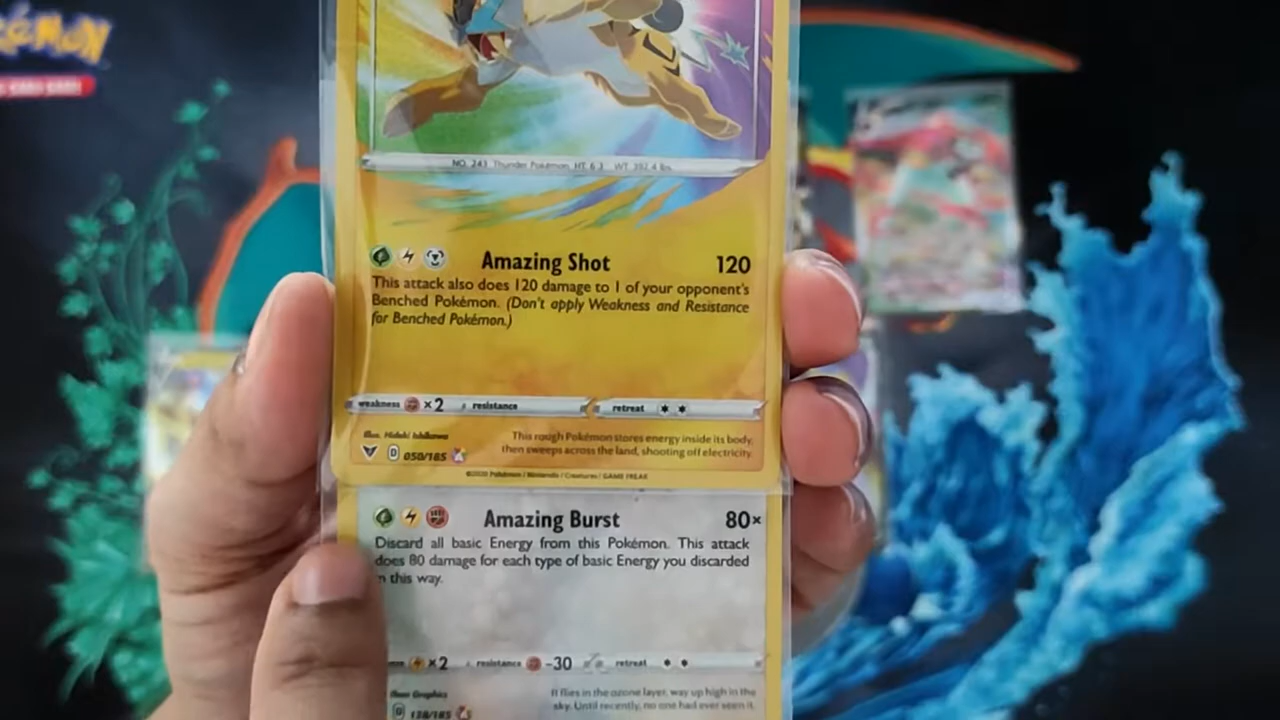 POKÉMON
NO. 243 Thunder Pokémon HT: 6'3" WT: 392.4 lbs.
Amazing Shot 120
This attack also does 120 damage to 1 of your opponent's
Benched Pokémon. (Don't apply Weakness and Resistance
for Benched Pokémon.)
weakness ×2 resistance retreat
Illus. Hideki Ishikawa
This rough Pokémon stores energy inside its body,
then sweeps across the land, shooting off electricity.
D 050/185
©2020 Pokémon / Nintendo / Creatures / GAME FREAK
Amazing Burst 80×
Discard all basic Energy from this Pokémon. This attack
does 80 damage for each type of basic Energy you discarded
n this way.
×2 resistance -30 retreat
Graphics
It flies in the ozone layer, way up high in the
sky. Until recently, no one had ever seen it.
D 138/185